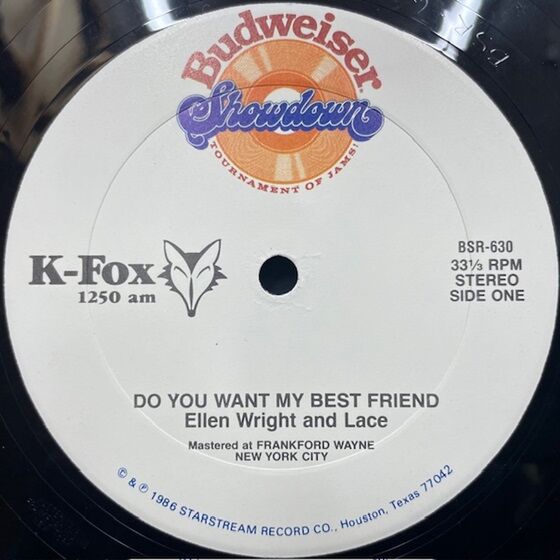 Budweiser
Showdown
TOURNAMENT OF JAMS!
K-FOX
1250 am
BSR-630
33⅓ RPM
STEREO
SIDE ONE
DO YOU WANT MY BEST FRIEND
Ellen Wright and Lace
Mastered at FRANKFORD WAYNE
NEW YORK CITY
© & ℗ 1986 STARSTREAM RECORD CO., Houston, Texas 77042